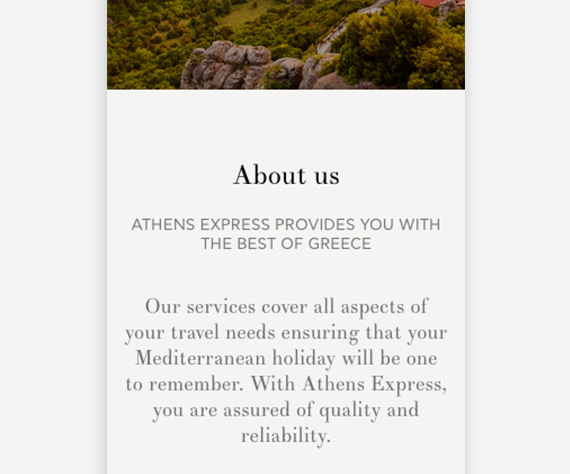 About us
ATHENS EXPRESS PROVIDES YOU WITH
THE BEST OF GREECE
Our services cover all aspects of
your travel needs ensuring that your
Mediterranean holiday will be one
to remember. With Athens Express,
you are assured of quality and
reliability.